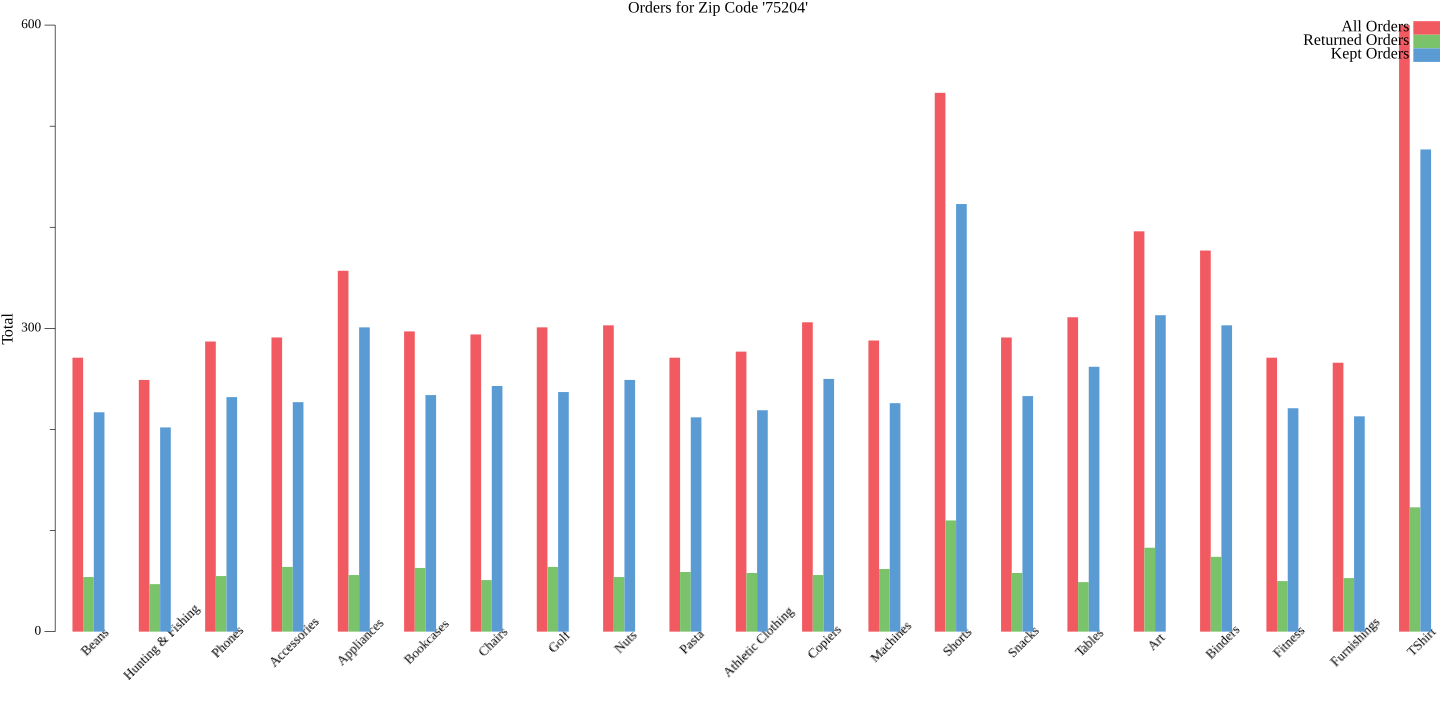 Orders for Zip Code '75204'
600
All Orders
Returned Orders
Kept Orders
Total
300
0
Beans
Hunting & Fishing
Phones
Accessories
Appliances
Bookcases
Chairs
Golf
Nuts
Pasta
Athletic Clothing
Copiers
Machines
Shorts
Snacks
Tables
Art
Binders
Fitness
Furnishings
TShirt